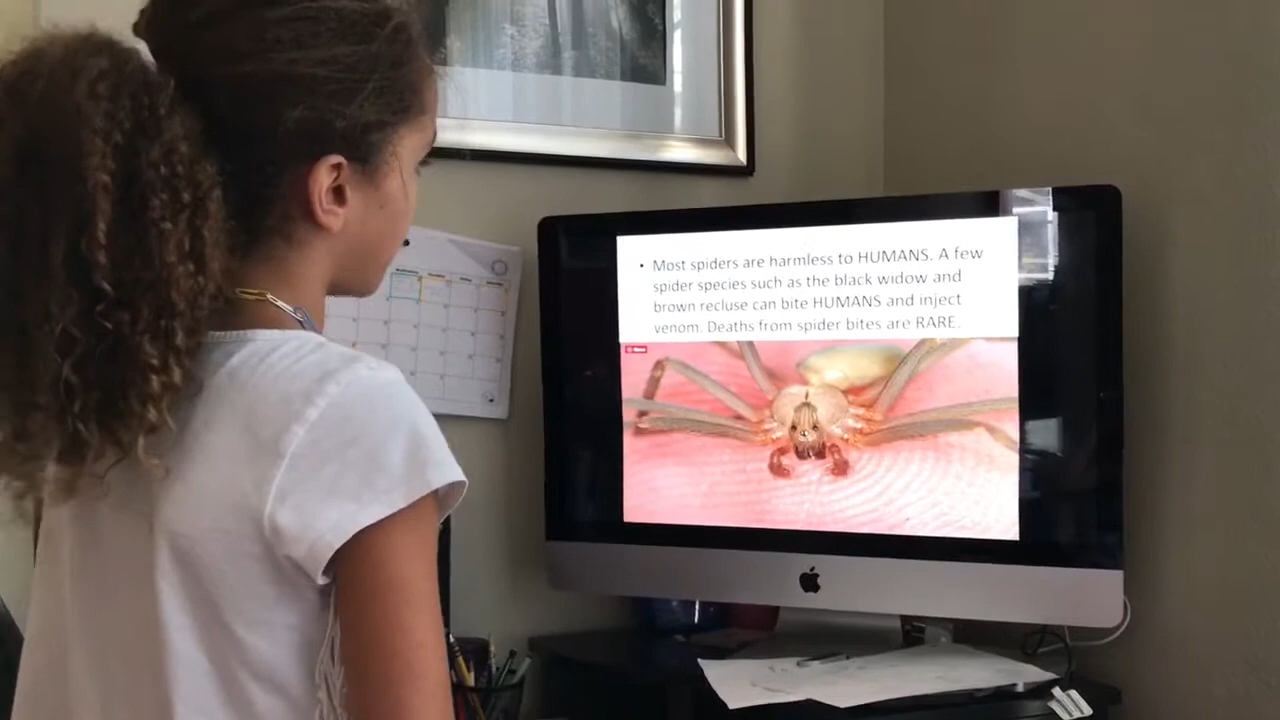 • Most spiders are harmless to HUMANS. A few
spider species such as the black widow and
brown recluse can bite HUMANS and inject
venom. Deaths from spider bites are RARE.